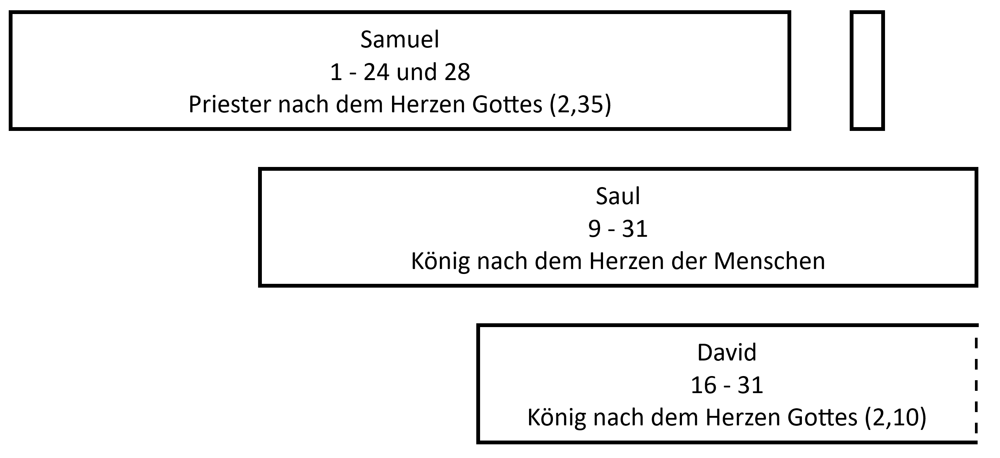 Samuel
1 - 24 und 28
Priester nach dem Herzen Gottes (2,35)
Saul
9 - 31
König nach dem Herzen der Menschen
David
16 - 31
König nach dem Herzen Gottes (2,10)